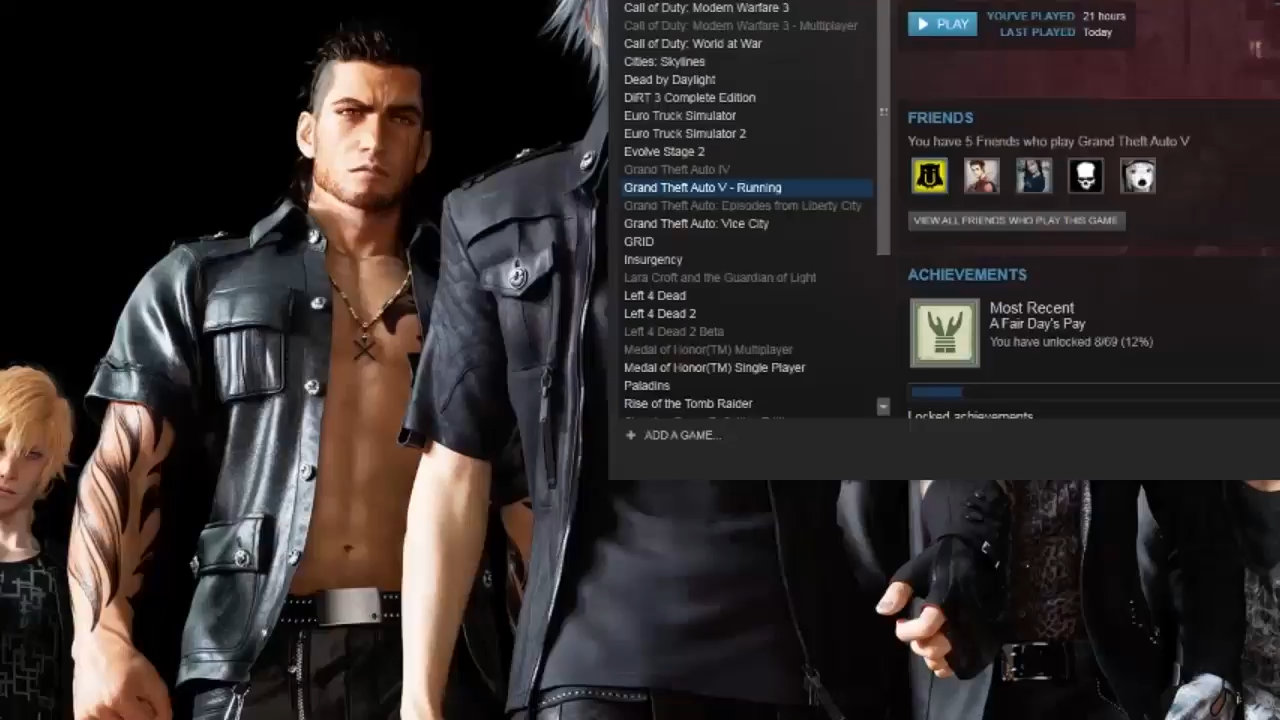 Call of Duty: Modern Warfare 3
Call of Duty: Modern Warfare 3 - Multiplayer
Call of Duty: World at War
Cities: Skylines
Dead by Daylight
DiRT 3 Complete Edition
Euro Truck Simulator
Euro Truck Simulator 2
Evolve Stage 2
Grand Theft Auto IV
Grand Theft Auto V - Running
Grand Theft Auto: Episodes from Liberty City
Grand Theft Auto: Vice City
GRID
Insurgency
Lara Croft and the Guardian of Light
Left 4 Dead
Left 4 Dead 2
Left 4 Dead 2 Beta
Medal of Honor(TM) Multiplayer
Medal of Honor(TM) Single Player
Paladins
Rise of the Tomb Raider
+ ADD A GAME...
PLAY
YOU'VE PLAYED 21 hours
LAST PLAYED Today
FRIENDS
You have 5 Friends who play Grand Theft Auto V
VIEW ALL FRIENDS WHO PLAY THIS GAME
ACHIEVEMENTS
Most Recent
A Fair Day's Pay
You have unlocked 8/69 (12%)
Locked achievements